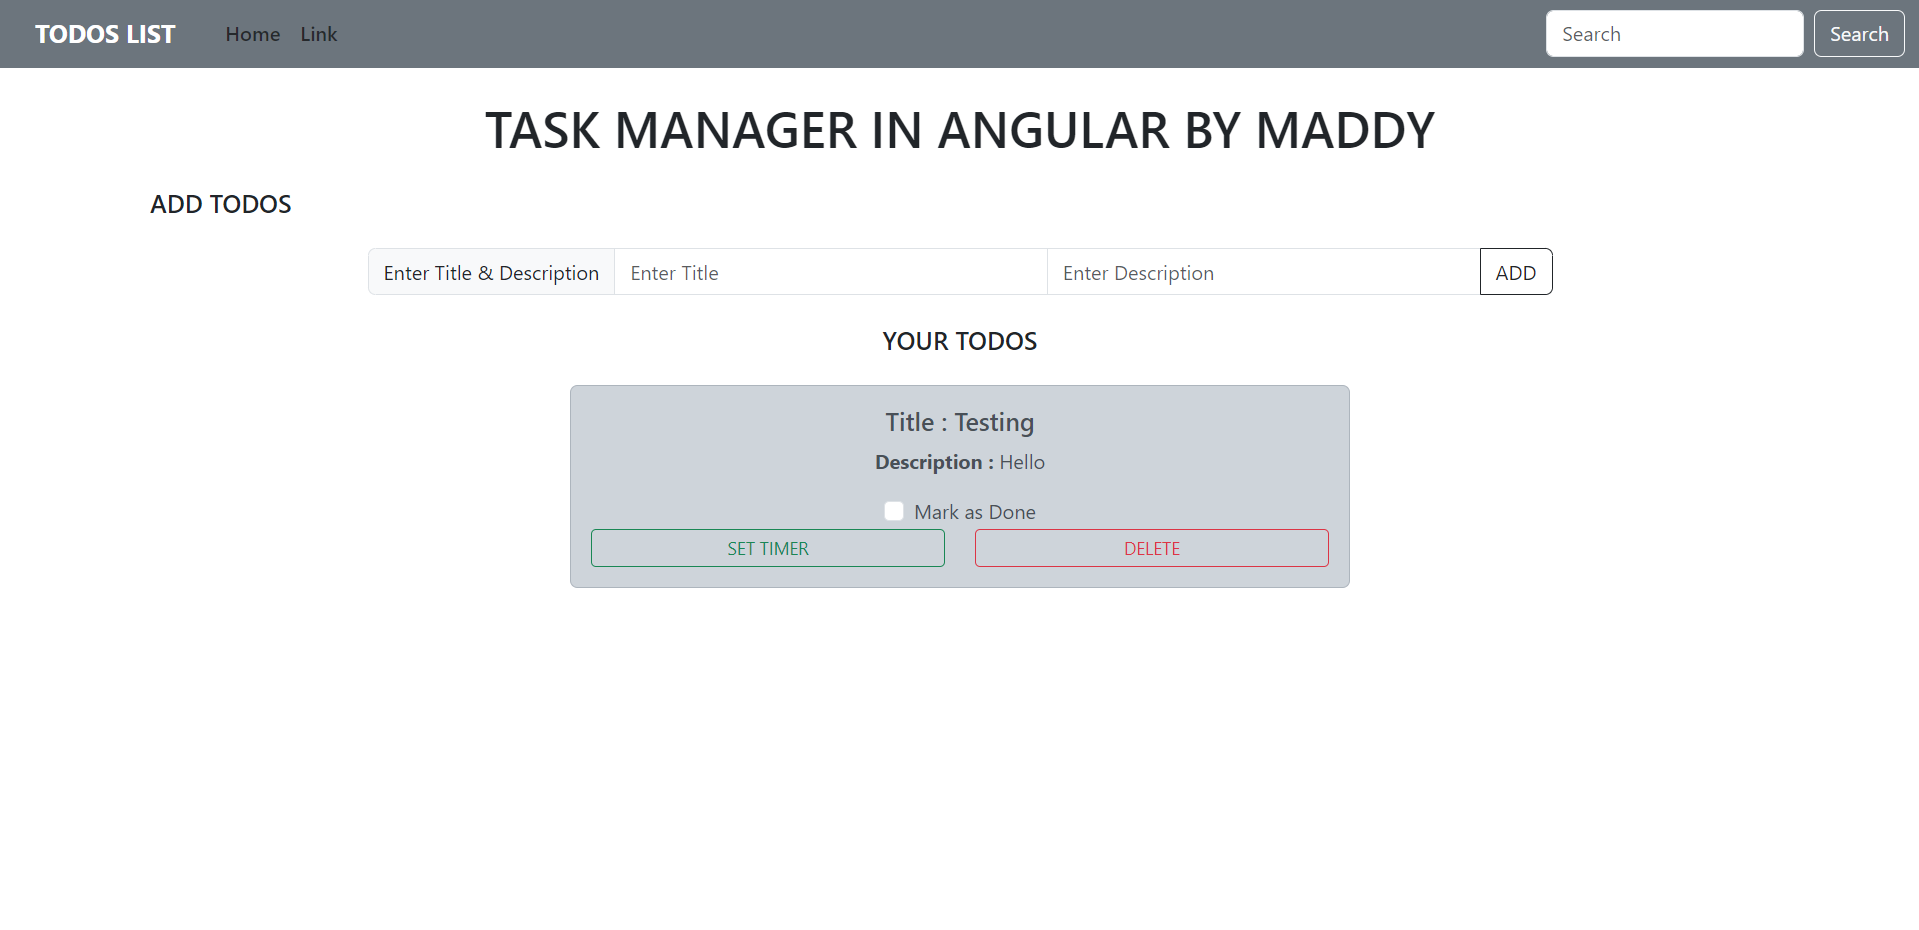 TODOS LIST Home Link Search Search
TASK MANAGER IN ANGULAR BY MADDY
ADD TODOS
Enter Title & Description Enter Title Enter Description ADD
YOUR TODOS
Title : Testing
Description : Hello
Mark as Done
SET TIMER DELETE